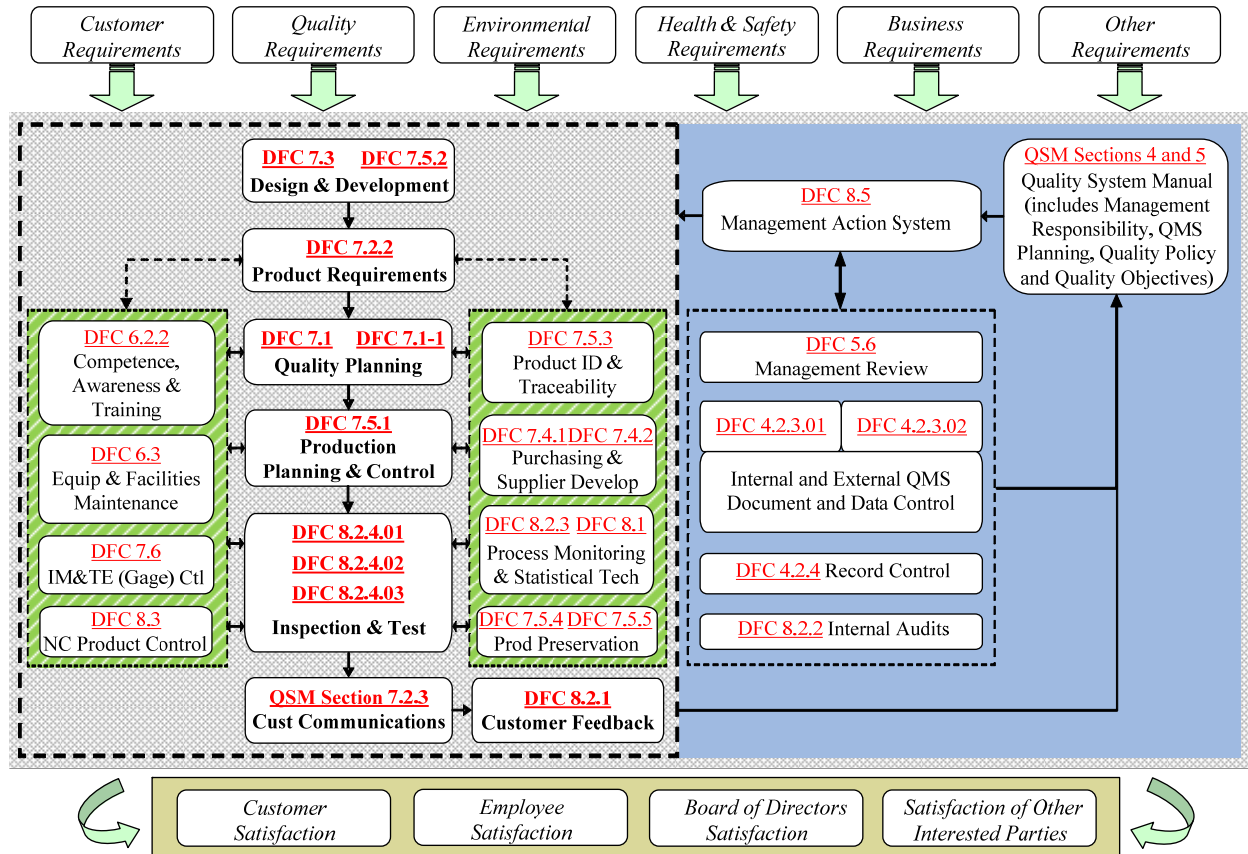 Customer
Requirements
Quality
Requirements
Environmental
Requirements
Health & Safety
Requirements
Business
Requirements
Other
Requirements
DFC 7.3 DFC 7.5.2
Design & Development
DFC 7.2.2
Product Requirements
DFC 7.1 DFC 7.1-1
Quality Planning
DFC 7.5.1
Production
Planning & Control
DFC 8.2.4.01
DFC 8.2.4.02
DFC 8.2.4.03
Inspection & Test
QSM Section 7.2.3
Cust Communications
DFC 8.2.1
Customer Feedback
DFC 6.2.2
Competence,
Awareness &
Training
DFC 6.3
Equip & Facilities
Maintenance
DFC 7.6
IM&TE (Gage) Ctl
DFC 8.3
NC Product Control
DFC 7.5.3
Product ID &
Traceability
DFC 7.4.1 DFC 7.4.2
Purchasing &
Supplier Develop
DFC 8.2.3 DFC 8.1
Process Monitoring
& Statistical Tech
DFC 7.5.4 DFC 7.5.5
Prod Preservation
DFC 8.5
Management Action System
QSM Sections 4 and 5
Quality System Manual
(includes Management
Responsibility, QMS
Planning, Quality Policy
and Quality Objectives)
DFC 5.6
Management Review
DFC 4.2.3.01 DFC 4.2.3.02
Internal and External QMS
Document and Data Control
DFC 4.2.4 Record Control
DFC 8.2.2 Internal Audits
Customer
Satisfaction
Employee
Satisfaction
Board of Directors
Satisfaction
Satisfaction of Other
Interested Parties